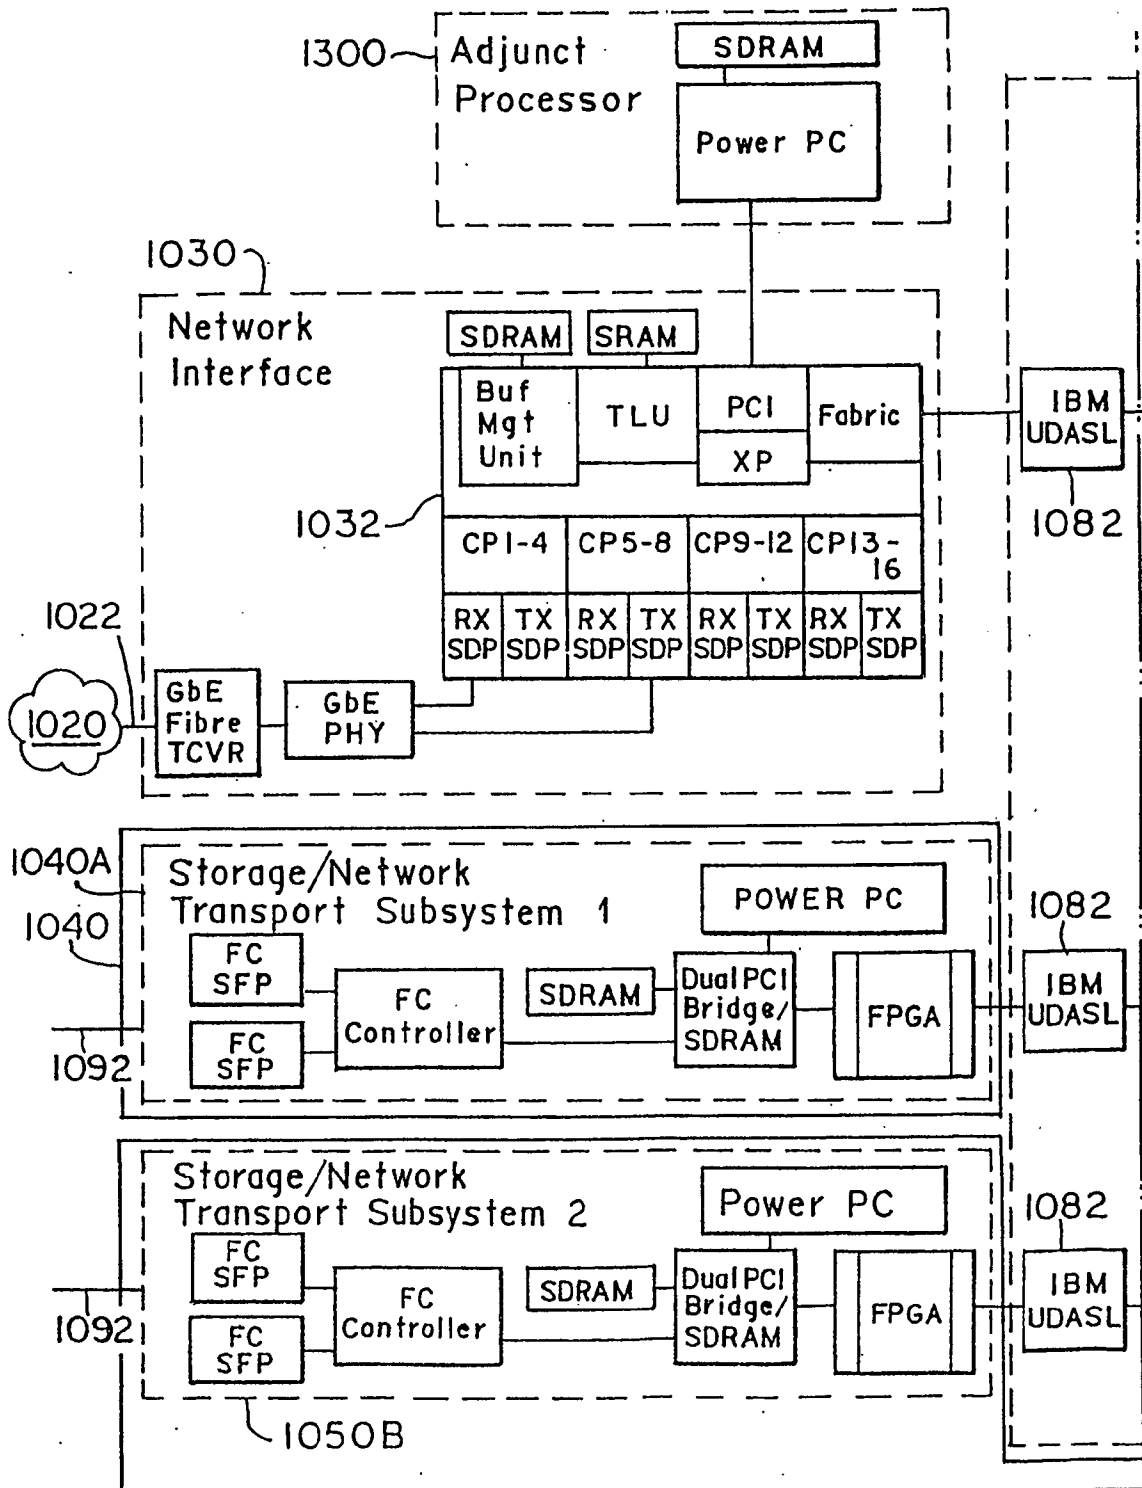 1300
Adjunct
Processor
SDRAM
Power PC
1030
Network
Interface
SDRAM
SRAM
Buf
Mgt
Unit
TLU
PCI
XP
Fabric
IBM
UDASL
1082
1032
CP1-4
CP5-8
CP9-12
CP13-
16
RX
SDP
TX
SDP
RX
SDP
TX
SDP
RX
SDP
TX
SDP
RX
SDP
TX
SDP
1022
1020
GbE
Fibre
TCVR
GbE
PHY
1040A
1040
Storage/Network
Transport Subsystem 1
POWER PC
1082
FC
SFP
FC
SFP
FC
Controller
SDRAM
Dual PCI
Bridge/
SDRAM
FPGA
IBM
UDASL
1092
Storage/Network
Transport Subsystem 2
Power PC
1082
FC
SFP
FC
SFP
FC
Controller
SDRAM
Dual PCI
Bridge/
SDRAM
FPGA
IBM
UDASL
1092
1050B